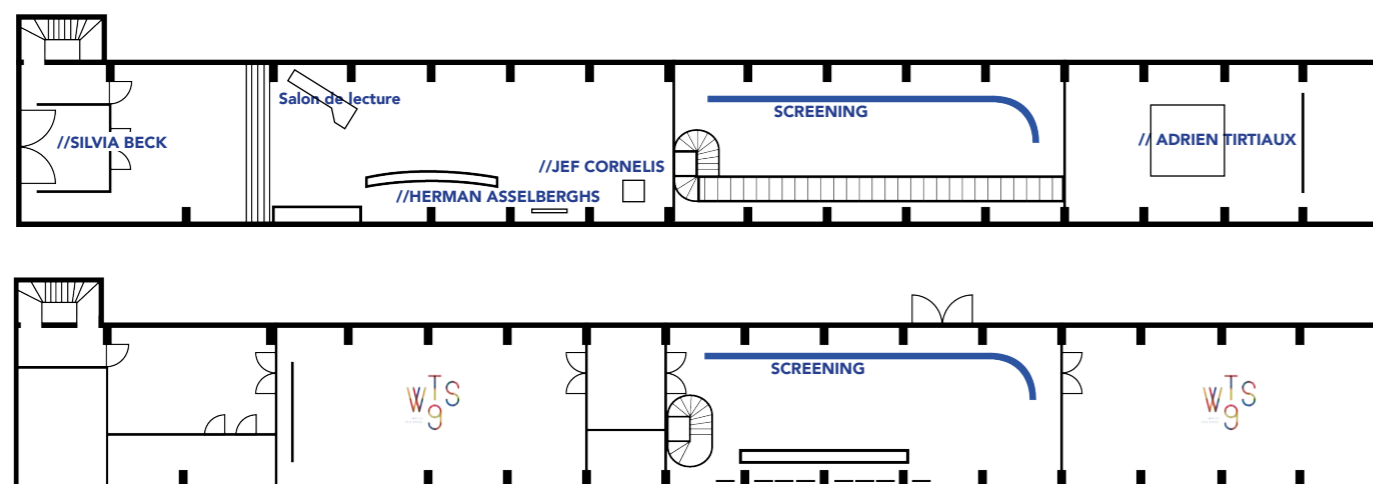 Salon de lecture
SCREENING
//SILVIA BECK
// ADRIEN TIRTIAUX
//JEF CORNELIS
//HERMAN ASSELBERGHS
SCREENING
WTS
9
WTS
9